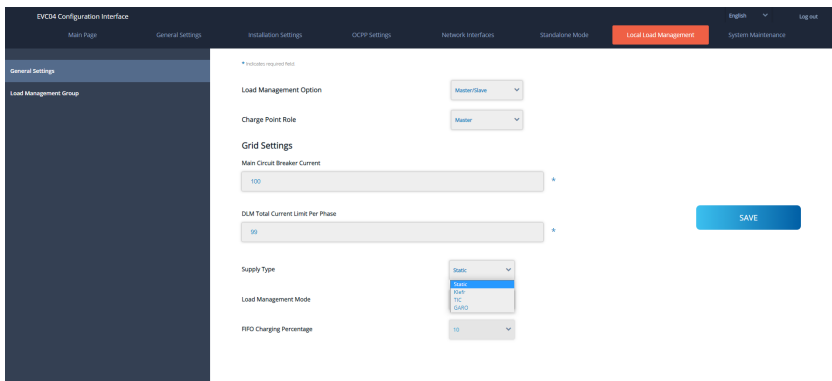 EVC04 Configuration Interface
English
Log out
Main Page
General Settings
Installation Settings
OCPP Settings
Network Interfaces
Standalone Mode
Local Load Management
System Maintenance
General Settings
Load Management Group
* Indicates required field.
Load Management Option
Master/Slave
Charge Point Role
Master
Grid Settings
Main Circuit Breaker Current
100
*
DLM Total Current Limit Per Phase
99
*
SAVE
Supply Type
Static
Static
Klefr
TIC
GARO
Load Management Mode
FIFO Charging Percentage
10